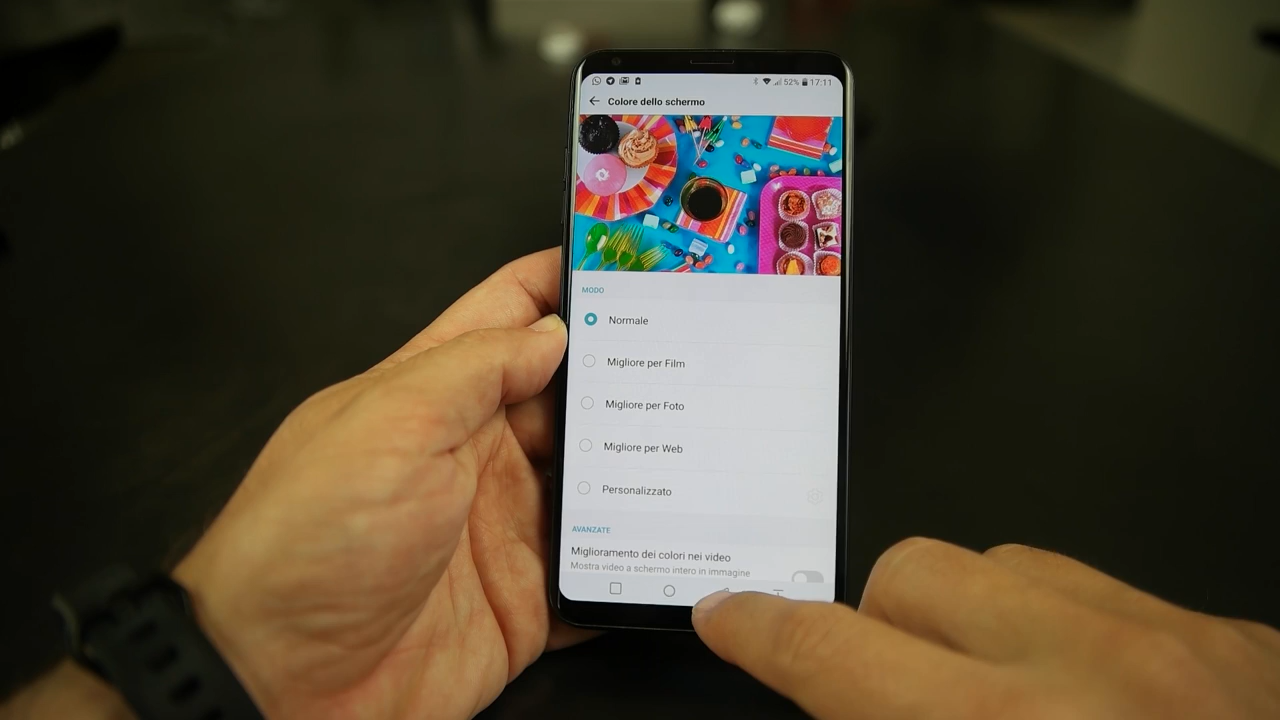 52% 17:11
Colore dello schermo
MODO
Normale
Migliore per Film
Migliore per Foto
Migliore per Web
Personalizzato
AVANZATE
Miglioramento dei colori nei video
Mostra video a schermo intero in immagine